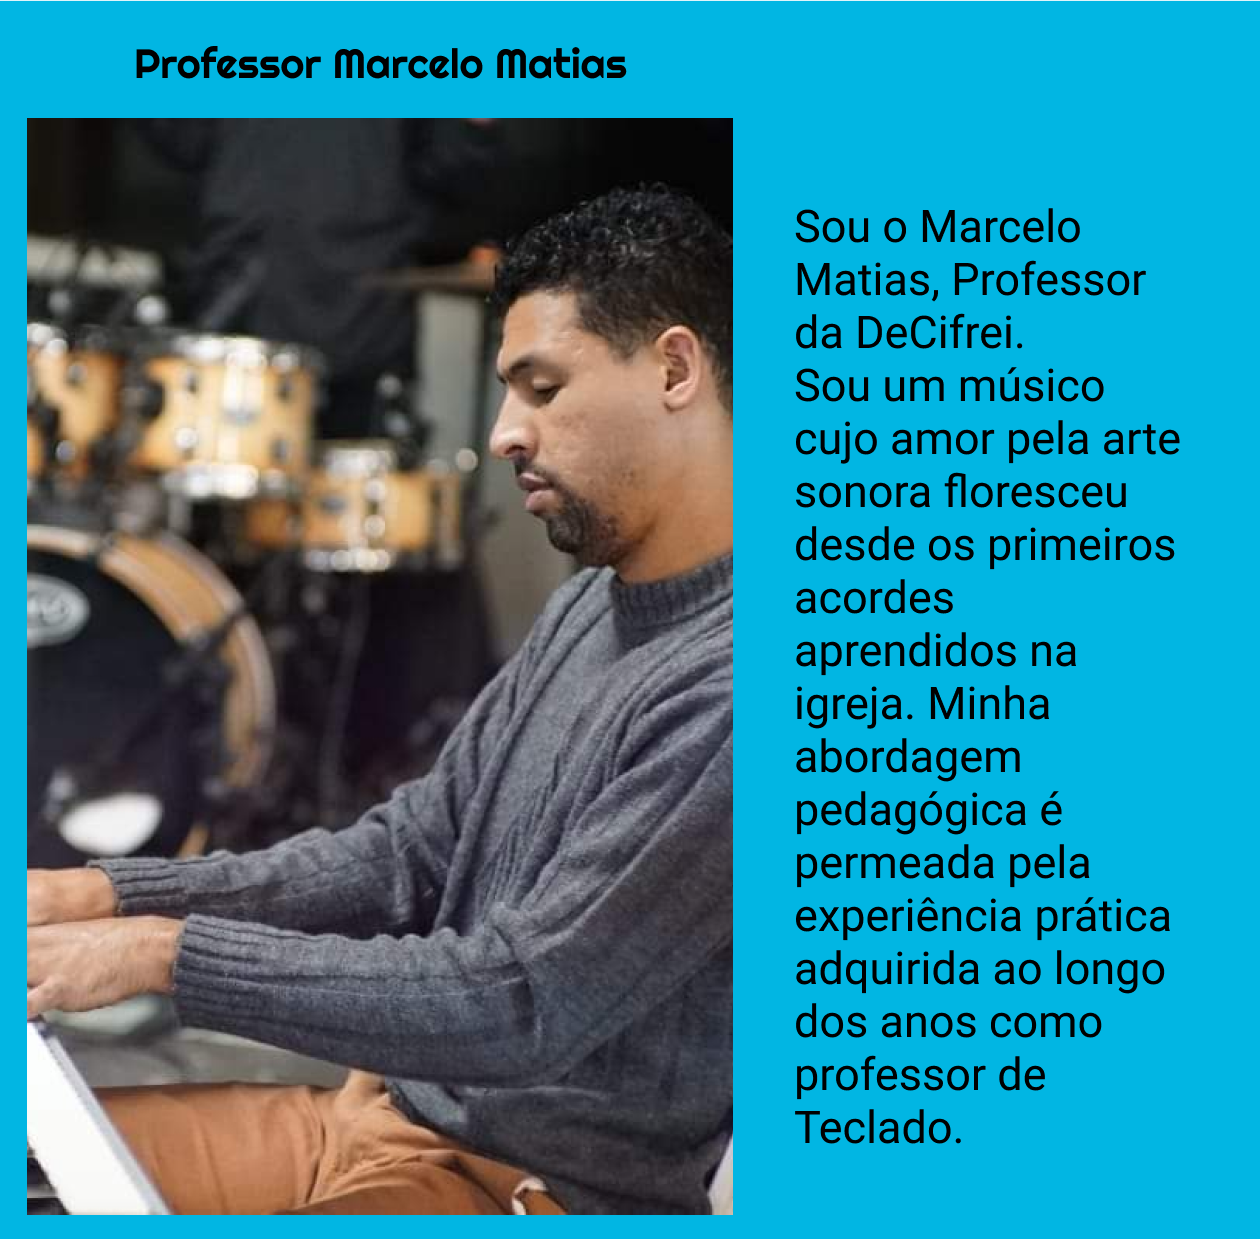 Professor Marcelo Matias
Sou o Marcelo
Matias, Professor
da DeCifrei.
Sou um músico
cujo amor pela arte
sonora floresceu
desde os primeiros
acordes
aprendidos na
igreja. Minha
abordagem
pedagógica é
permeada pela
experiência prática
adquirida ao longo
dos anos como
professor de
Teclado.